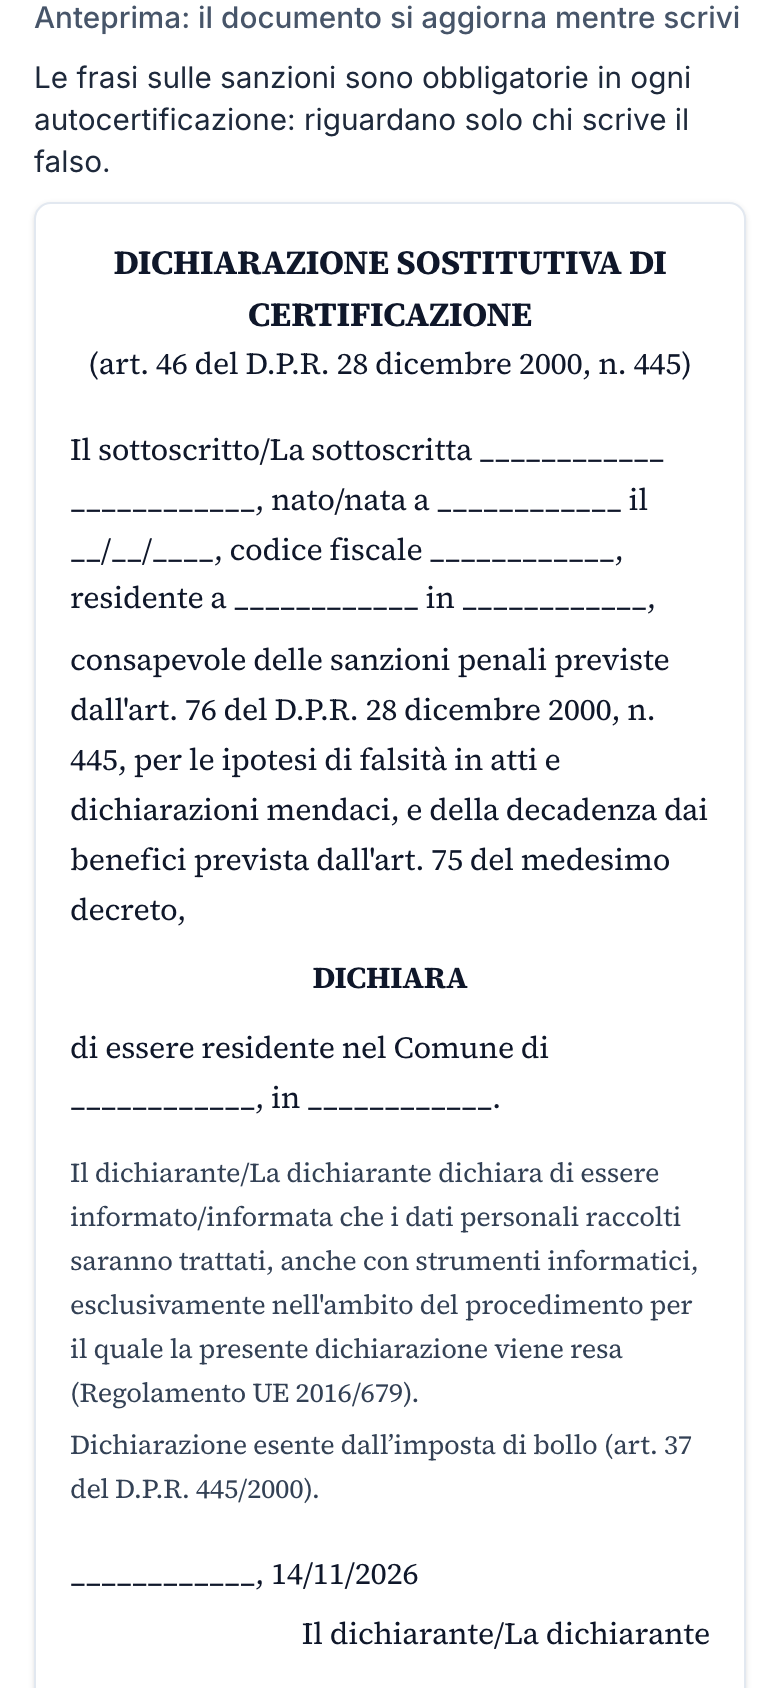 Anteprima: il documento si aggiorna mentre scrivi
Le frasi sulle sanzioni sono obbligatorie in ogni
autocertificazione: riguardano solo chi scrive il
falso.
DICHIARAZIONE SOSTITUTIVA DI
CERTIFICAZIONE
(art. 46 del D.P.R. 28 dicembre 2000, n. 445)
Il sottoscritto/La sottoscritta ____________
____________, nato/nata a ____________ il
__/__/____, codice fiscale ____________,
residente a ____________ in ____________,
consapevole delle sanzioni penali previste
dall'art. 76 del D.P.R. 28 dicembre 2000, n.
445, per le ipotesi di falsità in atti e
dichiarazioni mendaci, e della decadenza dai
benefici prevista dall'art. 75 del medesimo
decreto,
DICHIARA
di essere residente nel Comune di
____________, in ____________.
Il dichiarante/La dichiarante dichiara di essere
informato/informata che i dati personali raccolti
saranno trattati, anche con strumenti informatici,
esclusivamente nell'ambito del procedimento per
il quale la presente dichiarazione viene resa
(Regolamento UE 2016/679).
Dichiarazione esente dall’imposta di bollo (art. 37
del D.P.R. 445/2000).
____________, 14/11/2026
Il dichiarante/La dichiarante